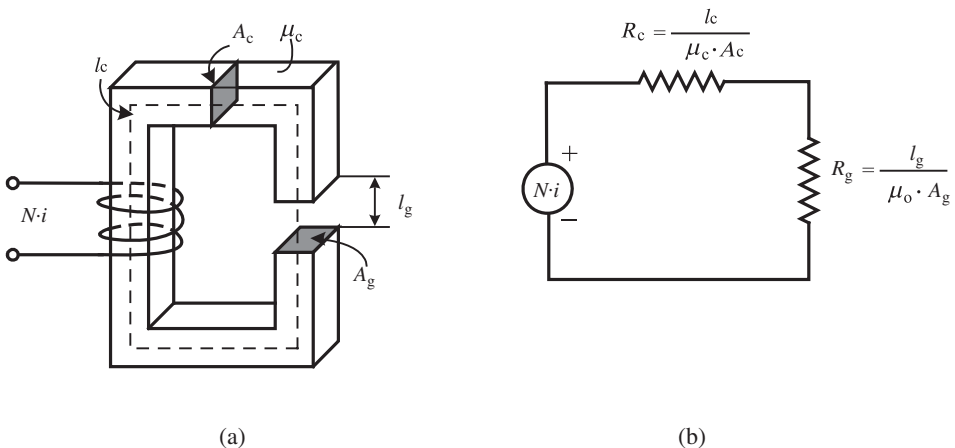 A_c
μ_c
l_c
N·i
l_g
A_g
(a)
R_c = l_c / μ_c · A_c
+
N·i
−
R_g = l_g / μ_o · A_g
(b)